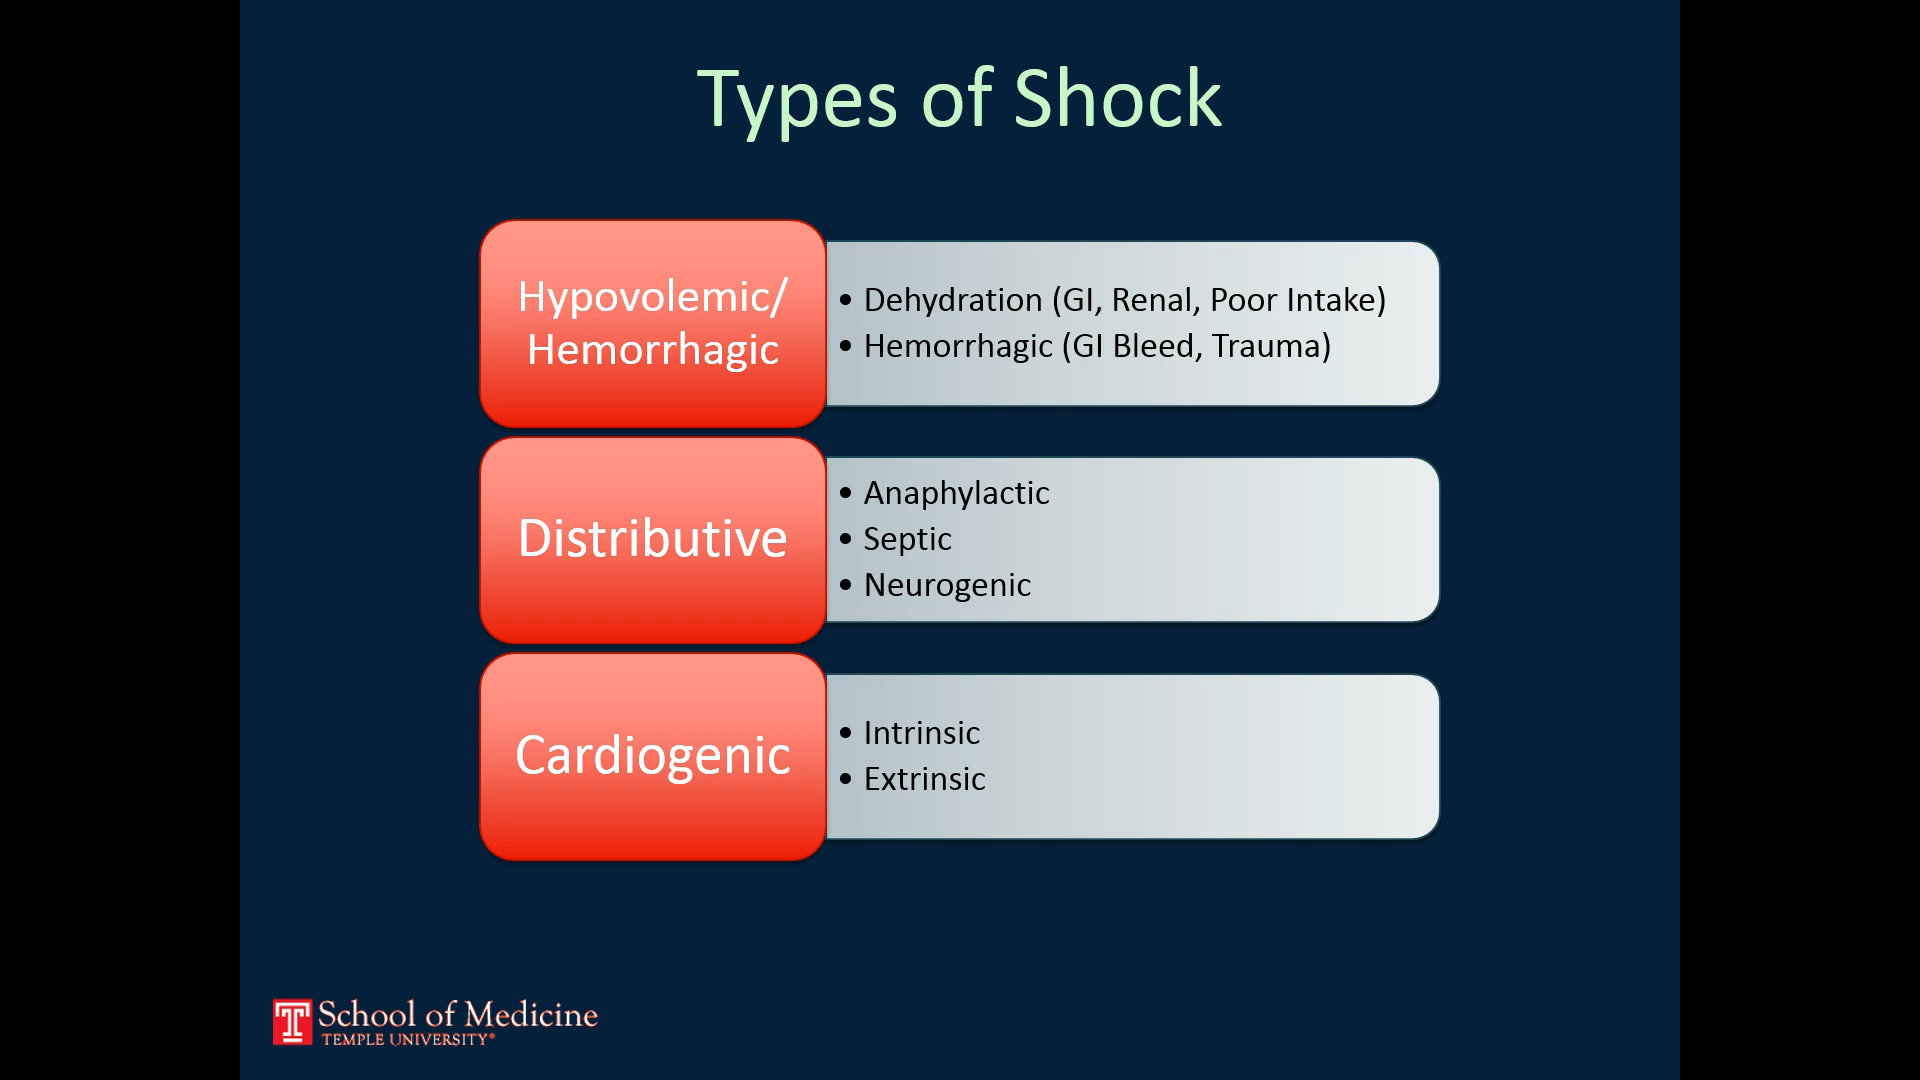 Types of Shock
Hypovolemic/
Hemorrhagic
• Dehydration (GI, Renal, Poor Intake)
• Hemorrhagic (GI Bleed, Trauma)
Distributive
• Anaphylactic
• Septic
• Neurogenic
Cardiogenic
• Intrinsic
• Extrinsic
T School of Medicine
TEMPLE UNIVERSITY®